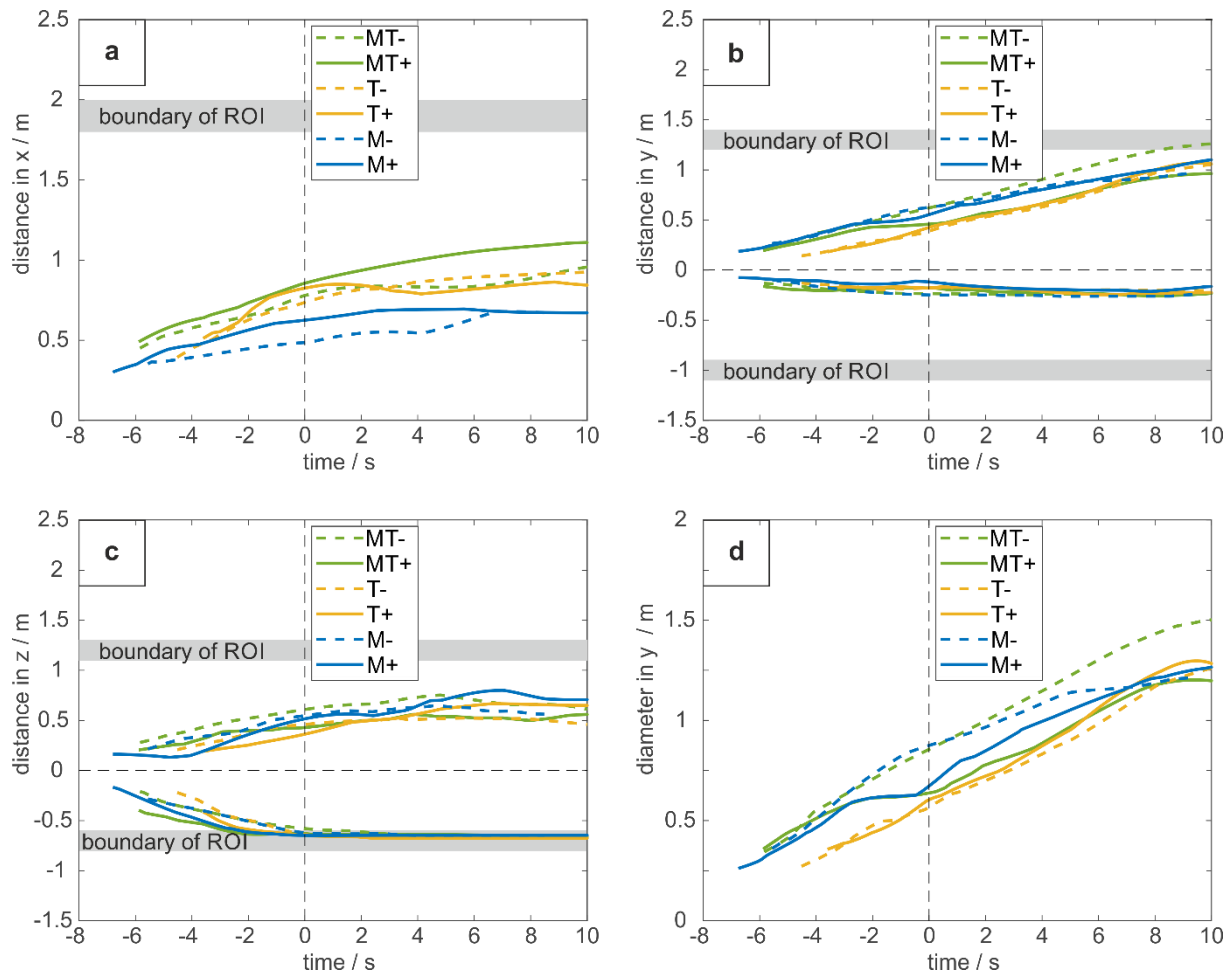 a
2.5
2
1.5
1
0.5
0
distance in x / m
boundary of ROI
MT-
MT+
T-
T+
M-
M+
-8 -6 -4 -2 0 2 4 6 8 10
time / s
b
2.5
2
1.5
1
0.5
0
-0.5
-1
-1.5
distance in y / m
boundary of ROI
boundary of ROI
MT-
MT+
T-
T+
M-
M+
-8 -6 -4 -2 0 2 4 6 8 10
time / s
c
2.5
2
1.5
1
0.5
0
-0.5
-1
-1.5
distance in z / m
boundary of ROI
boundary of ROI
MT-
MT+
T-
T+
M-
M+
-8 -6 -4 -2 0 2 4 6 8 10
time / s
d
2
1.5
1
0.5
0
diameter in y / m
MT-
MT+
T-
T+
M-
M+
-8 -6 -4 -2 0 2 4 6 8 10
time / s